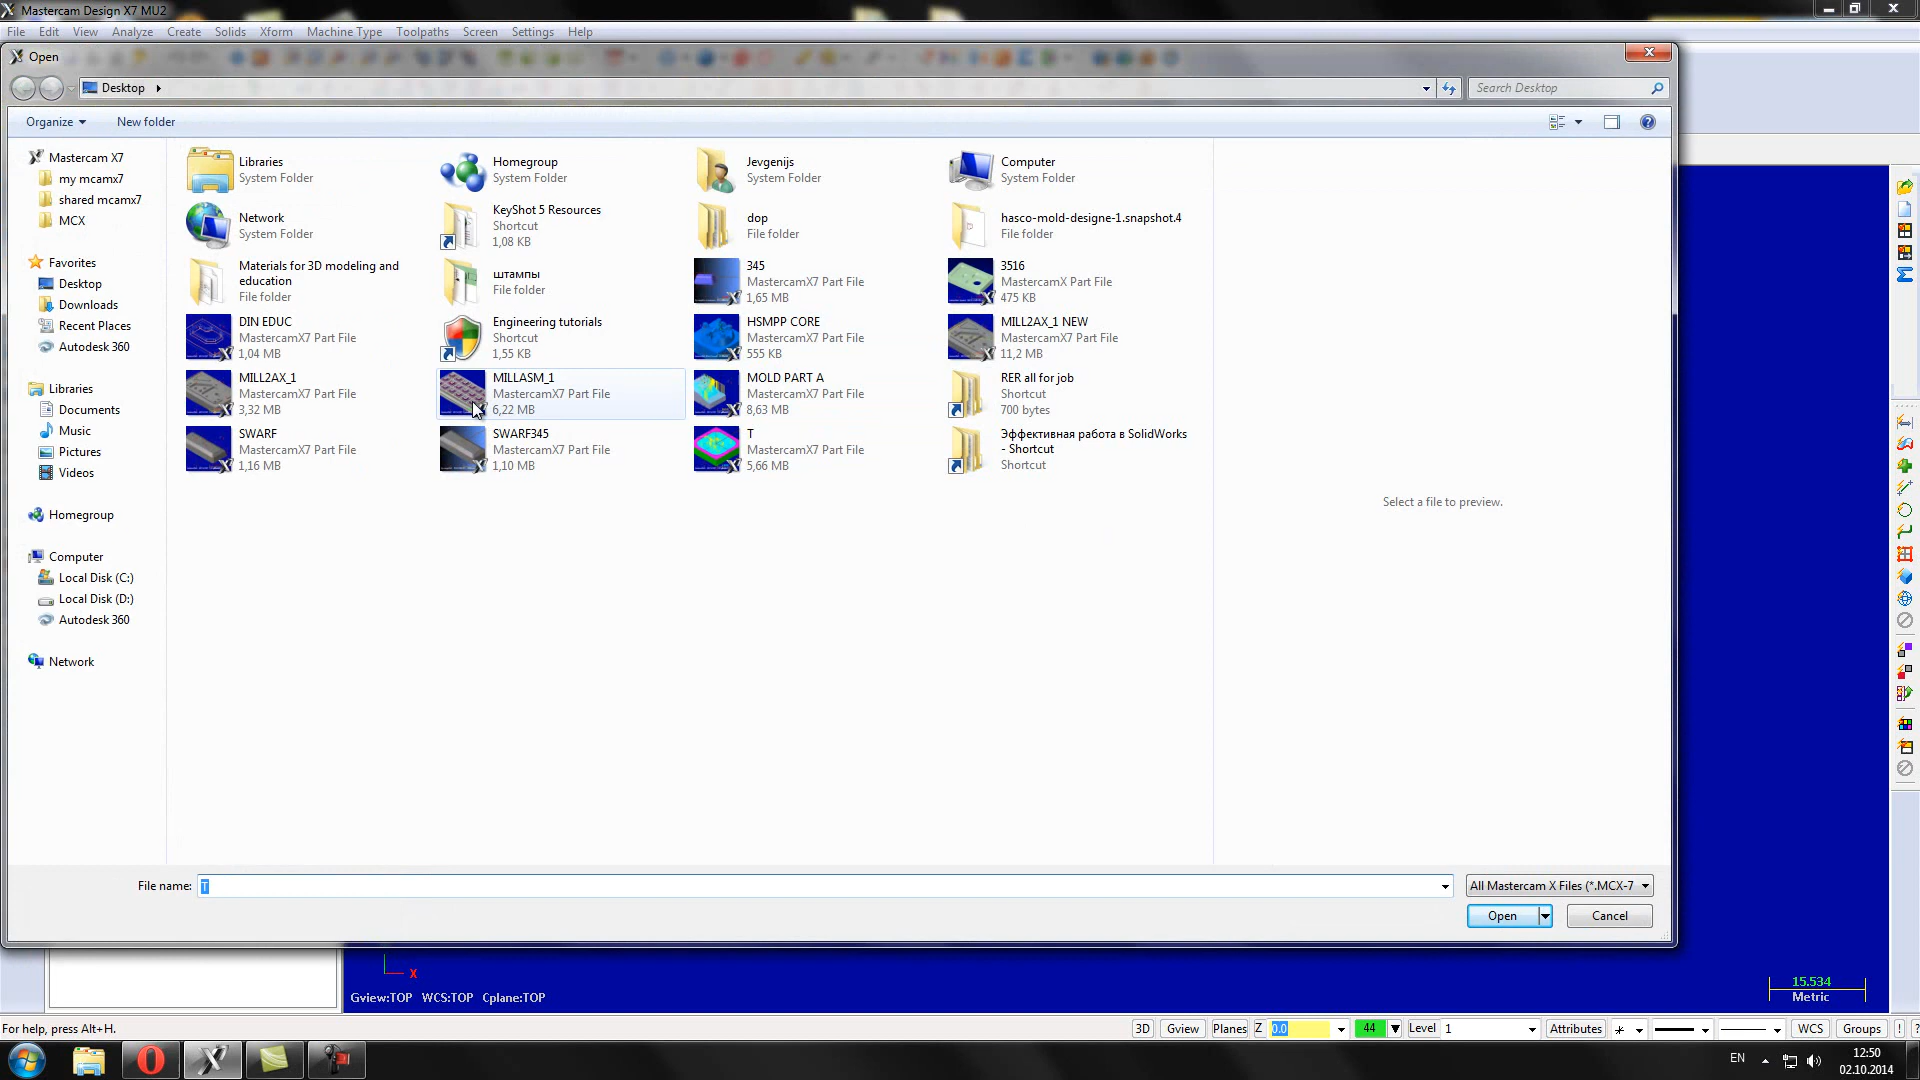 Mastercam Design X7 MU2
File Edit View Analyze Create Solids Xform Machine Type Toolpaths Screen Settings Help
Open
Desktop
Search Desktop
Organize New folder
Mastercam X7
my mcamx7
shared mcamx7
MCX
Favorites
Desktop
Downloads
Recent Places
Autodesk 360
Libraries
Documents
Music
Pictures
Videos
Homegroup
Computer
Local Disk (C:)
Local Disk (D:)
Autodesk 360
Network
Libraries
System Folder
Homegroup
System Folder
Jevgenijs
System Folder
Computer
System Folder
Network
System Folder
KeyShot 5 Resources
Shortcut
1,08 KB
dop
File folder
hasco-mold-designe-1.snapshot.4
File folder
Materials for 3D modeling and
education
File folder
штампы
File folder
345
MastercamX7 Part File
1,65 MB
3516
MastercamX Part File
475 KB
DIN EDUC
MastercamX7 Part File
1,04 MB
Engineering tutorials
Shortcut
1,55 KB
HSMPP CORE
MastercamX7 Part File
555 KB
MILL2AX_1 NEW
MastercamX7 Part File
11,2 MB
MILL2AX_1
MastercamX7 Part File
3,32 MB
MILLASM_1
MastercamX7 Part File
6,22 MB
MOLD PART A
MastercamX7 Part File
8,63 MB
RER all for job
Shortcut
700 bytes
SWARF
MastercamX7 Part File
1,16 MB
SWARF345
MastercamX7 Part File
1,10 MB
T
MastercamX7 Part File
5,66 MB
Эффективная работа в SolidWorks
- Shortcut
Shortcut
Select a file to preview.
File name: T
All Mastercam X Files (*.MCX-7
Open Cancel
X
Gview:TOP WCS:TOP Cplane:TOP
15.534
Metric
For help, press Alt+H.
3D Gview Planes Z 0.0 44 Level 1 Attributes WCS Groups ! ?
EN
12:50
02.10.2014